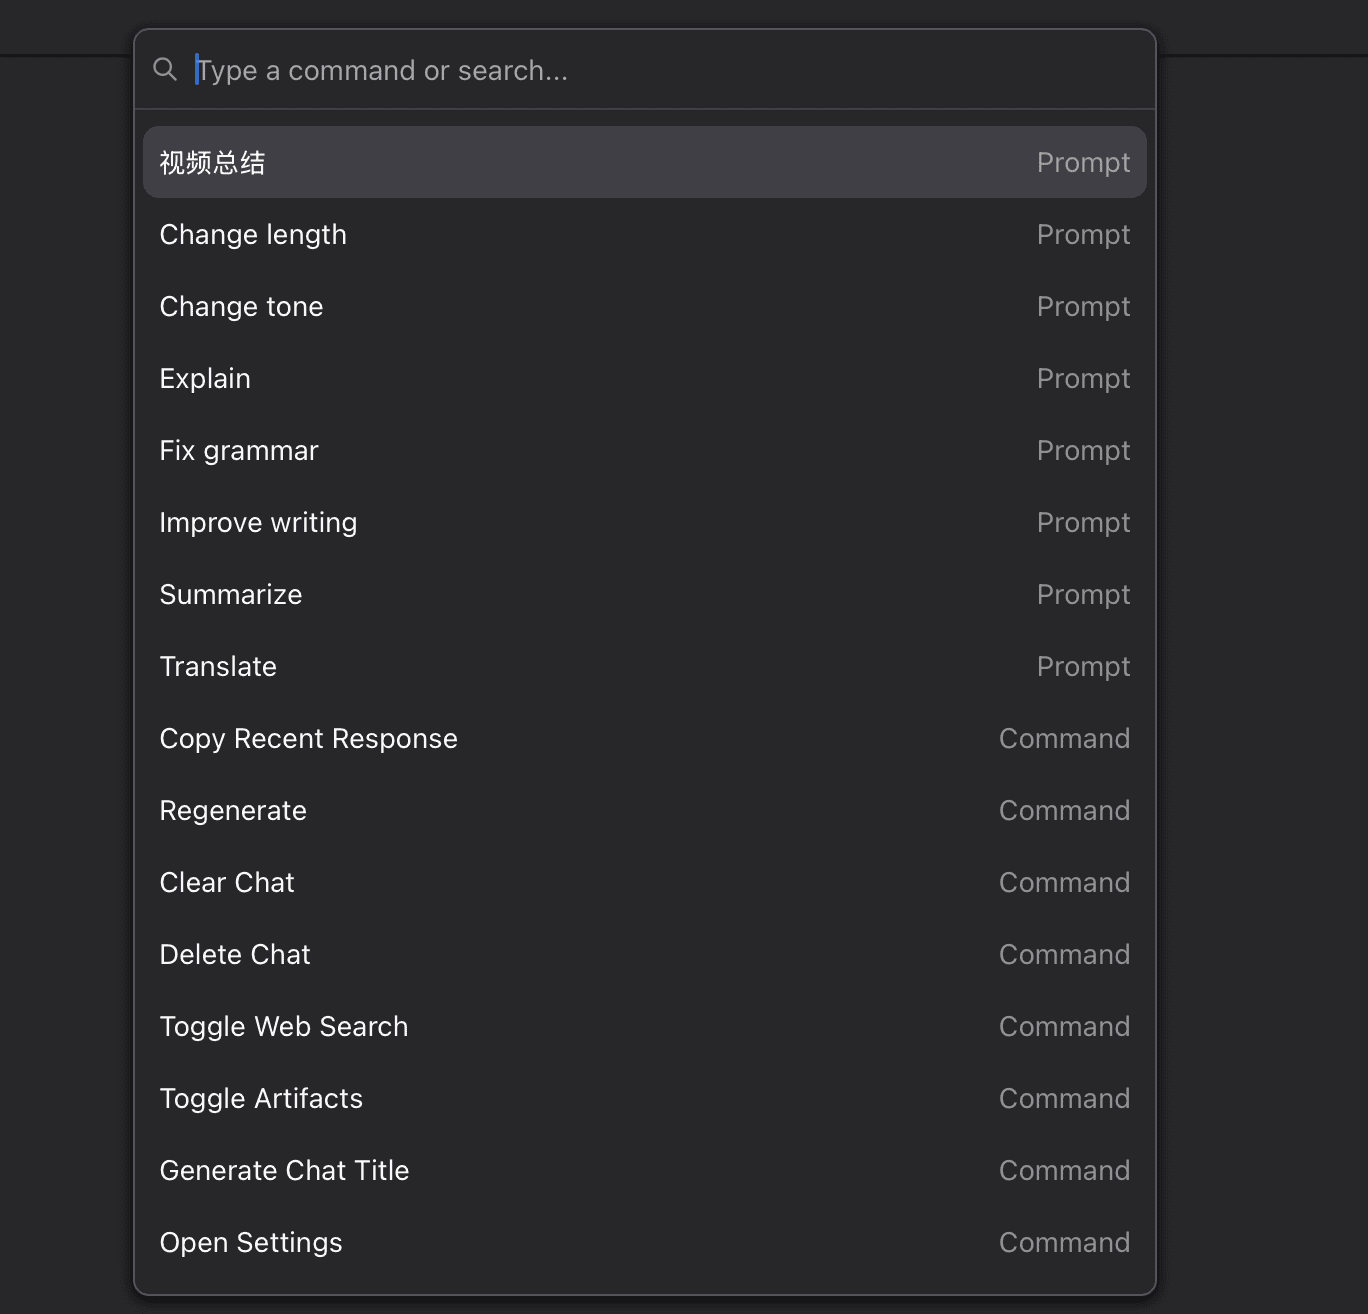 Type a command or search...
视频总结 Prompt
Change length Prompt
Change tone Prompt
Explain Prompt
Fix grammar Prompt
Improve writing Prompt
Summarize Prompt
Translate Prompt
Copy Recent Response Command
Regenerate Command
Clear Chat Command
Delete Chat Command
Toggle Web Search Command
Toggle Artifacts Command
Generate Chat Title Command
Open Settings Command